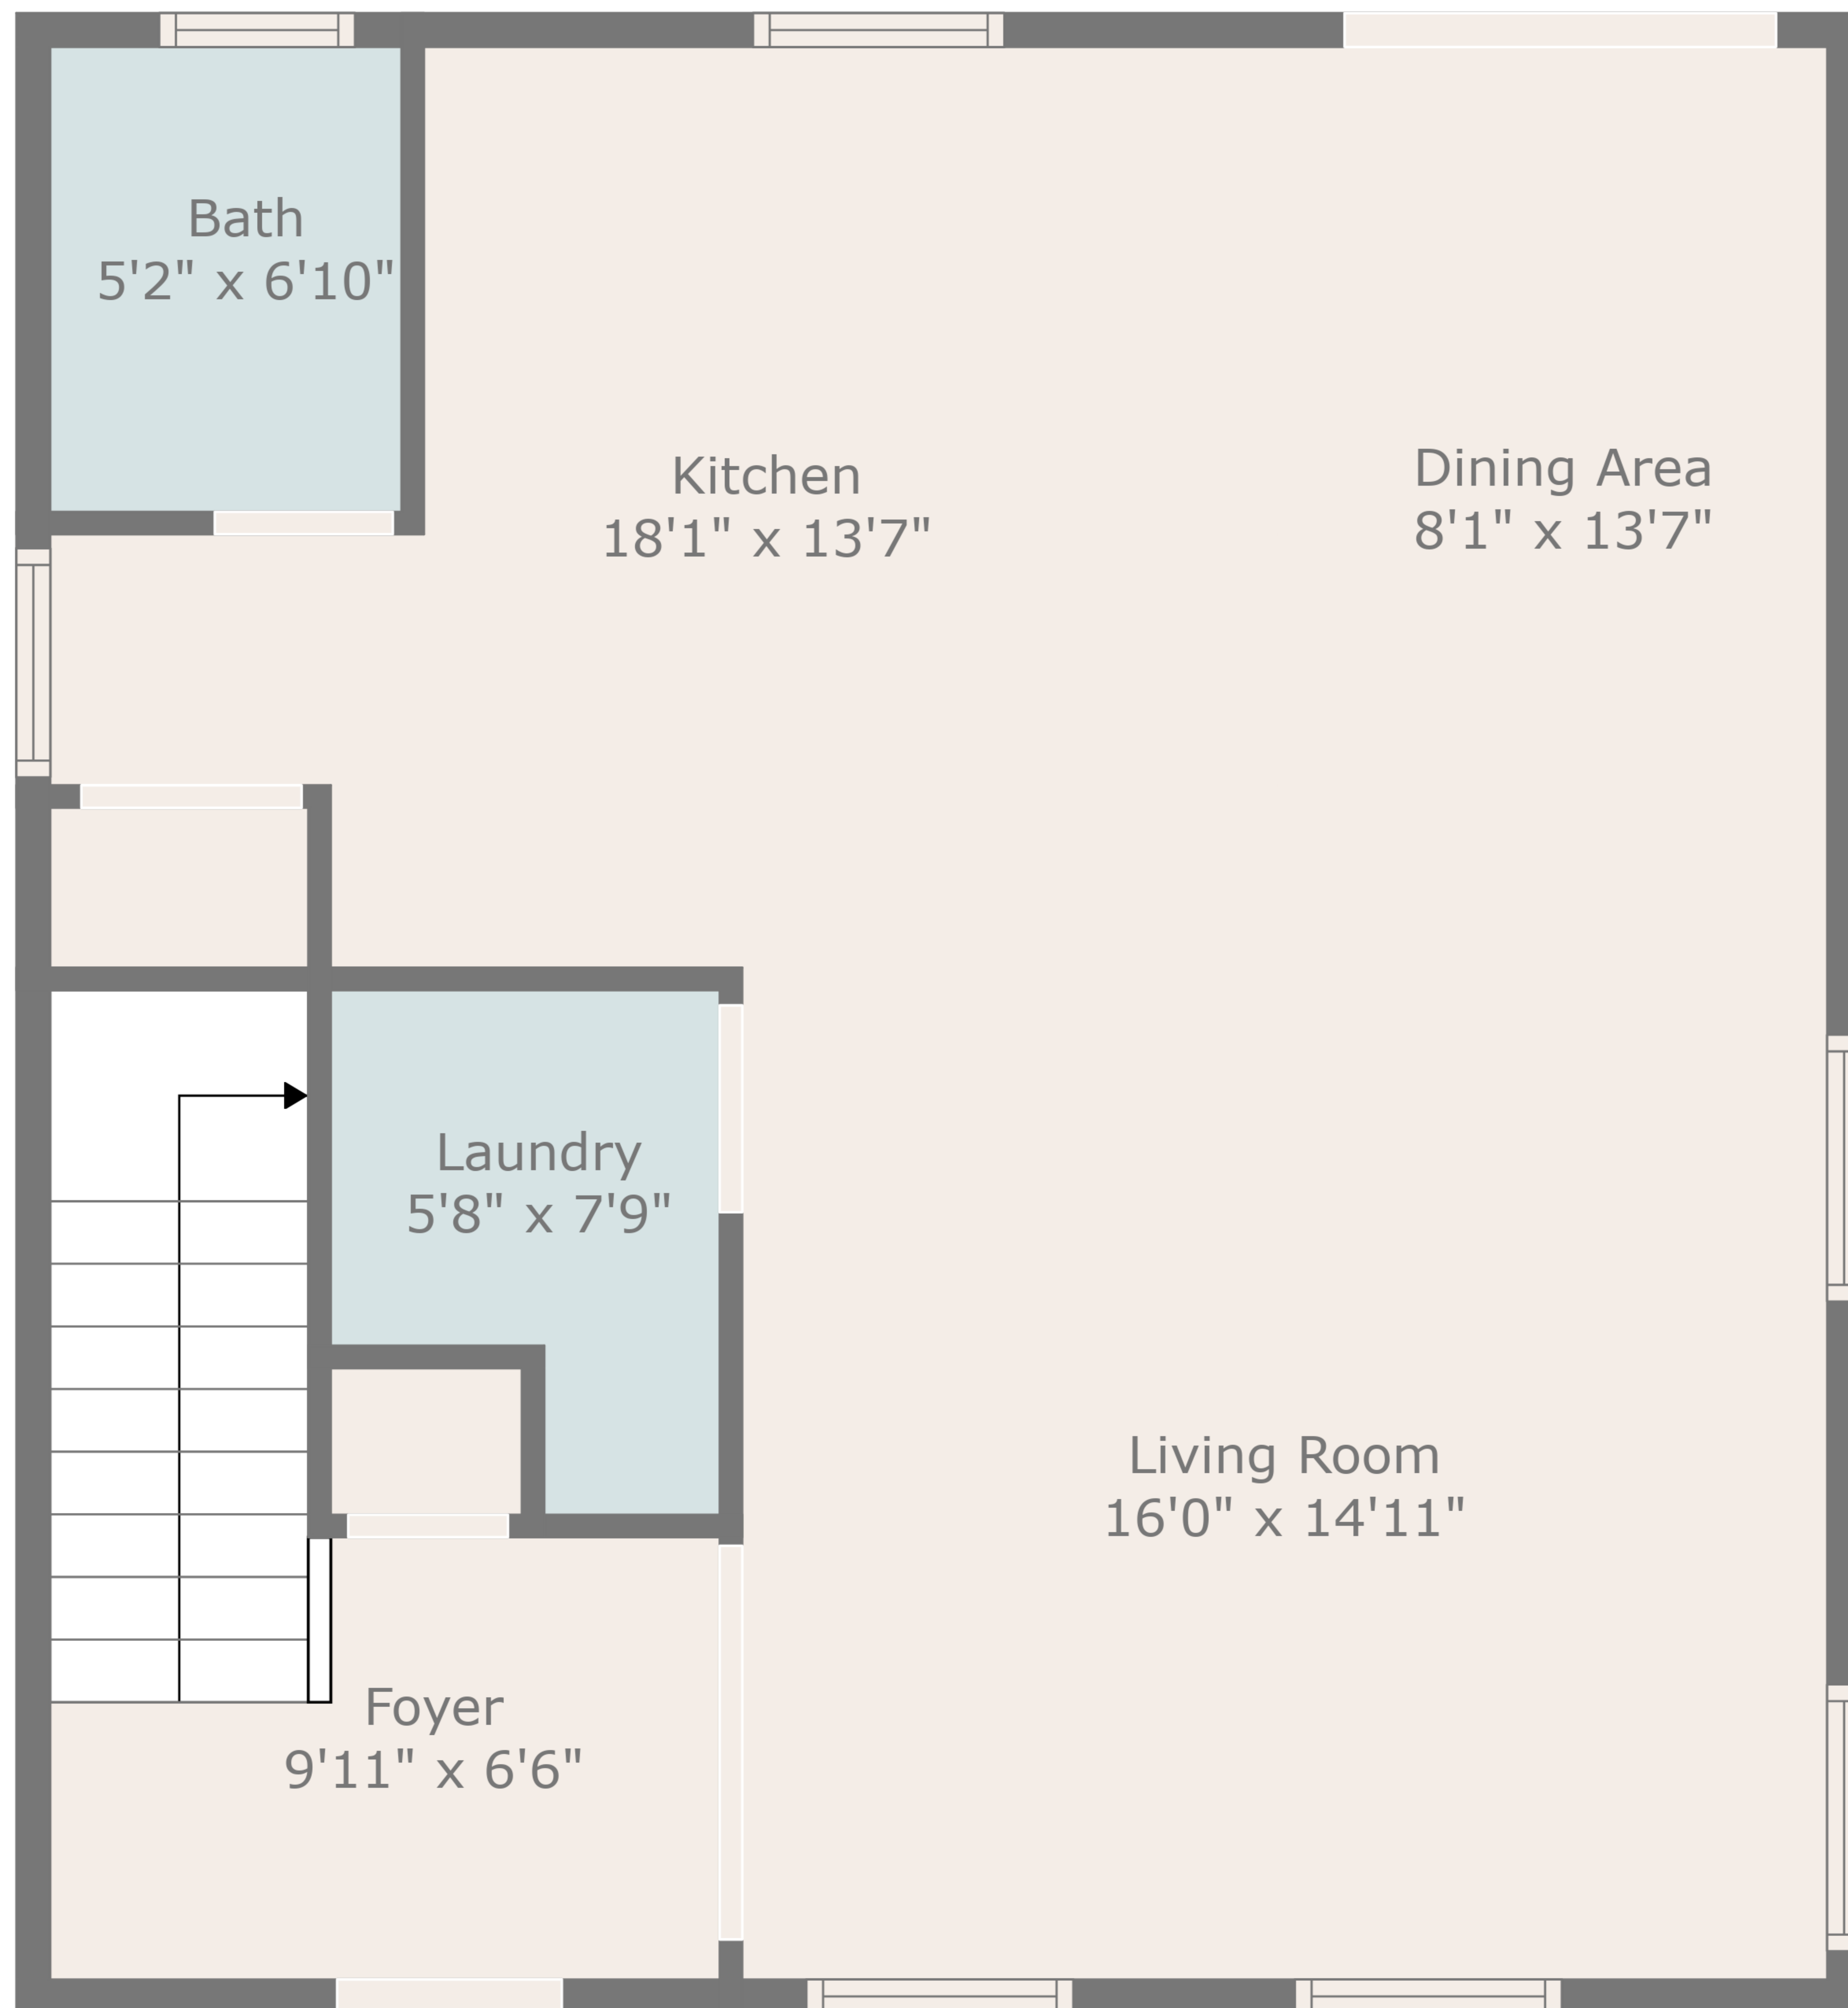 Bath
5'2" x 6'10"
Kitchen
18'1" x 13'7"
Dining Area
8'1" x 13'7"
Laundry
5'8" x 7'9"
Living Room
16'0" x 14'11"
Foyer
9'11" x 6'6"